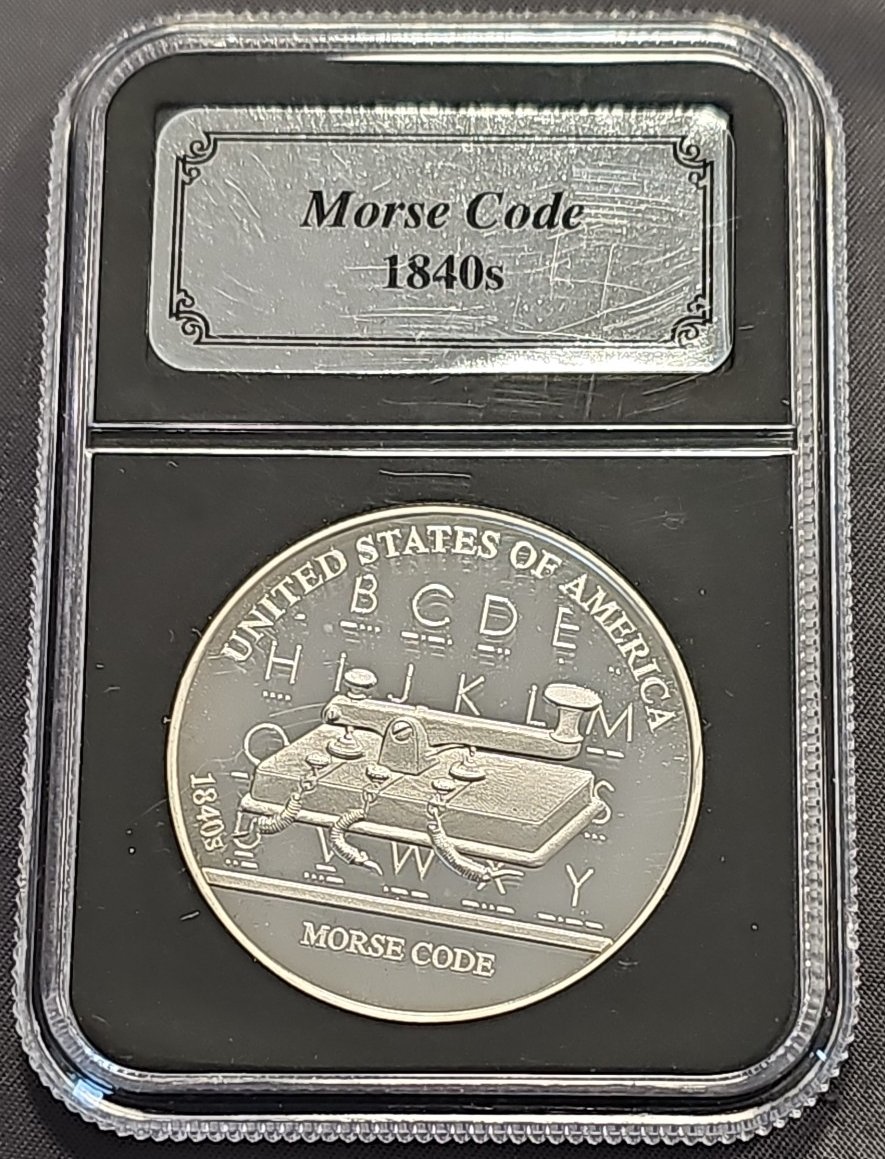 Morse Code
1840s
UNITED STATES OF AMERICA
B C D E
H I J K L M
O
S
U V W X Y
1840s
MORSE CODE